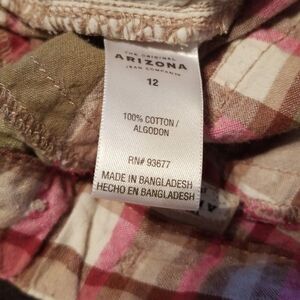 THE ORIGINAL
ARIZONA
JEAN COMPANY
12
100% COTTON/
ALGODON
RN# 93677
MADE IN BANGLADESH
HECHO EN BANGLADESH